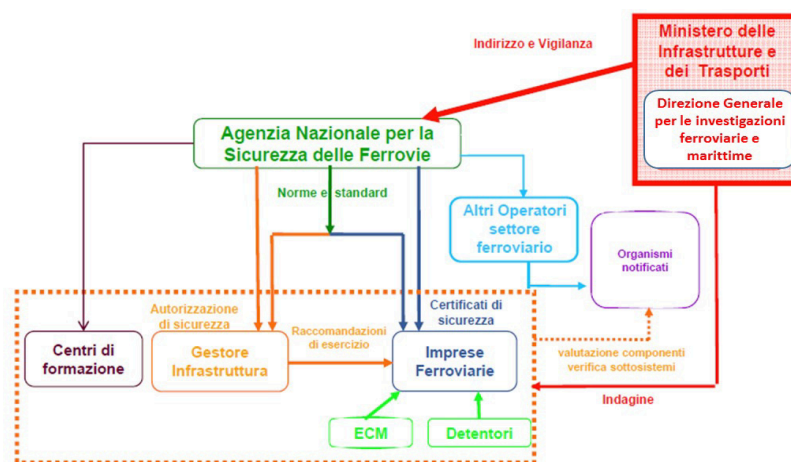 Ministero delle
Infrastrutture e
dei Trasporti
Indirizzo e Vigilanza
Direzione Generale
per le investigazioni
ferroviarie e
marittime
Agenzia Nazionale per la
Sicurezza delle Ferrovie
Norme e standard
Altri Operatori
settore
ferroviario
Organismi
notificati
Autorizzazione
di sicurezza
Certificati di
sicurezza
Centri di
formazione
Gestore
Infrastruttura
Raccomandazioni
di esercizio
Imprese
Ferroviarie
valutazione componenti
verifica sottosistemi
Indagine
ECM
Detentori